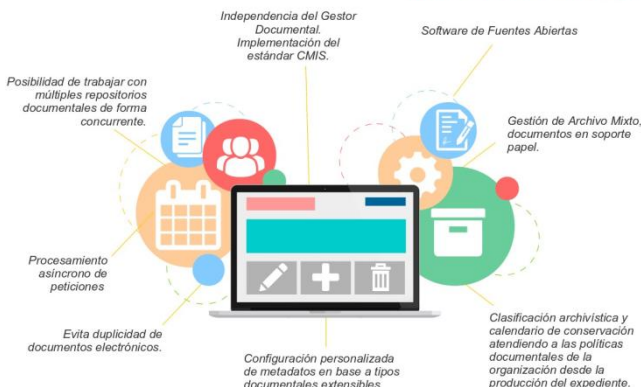 Independencia del Gestor
Documental.
Implementación del
estándar CMIS.
Software de Fuentes Abiertas
Posibilidad de trabajar con
múltiples repositorios
documentales de forma
concurrente.
Gestión de Archivo Mixto,
documentos en soporte
papel.
Procesamiento
asíncrono de
peticiones
Evita duplicidad de
documentos electrónicos.
Configuración personalizada
de metadatos en base a tipos
documentales extensibles
Clasificación archivística y
calendario de conservación
atendiendo a las políticas
documentales de la
organización desde la
producción del expediente.